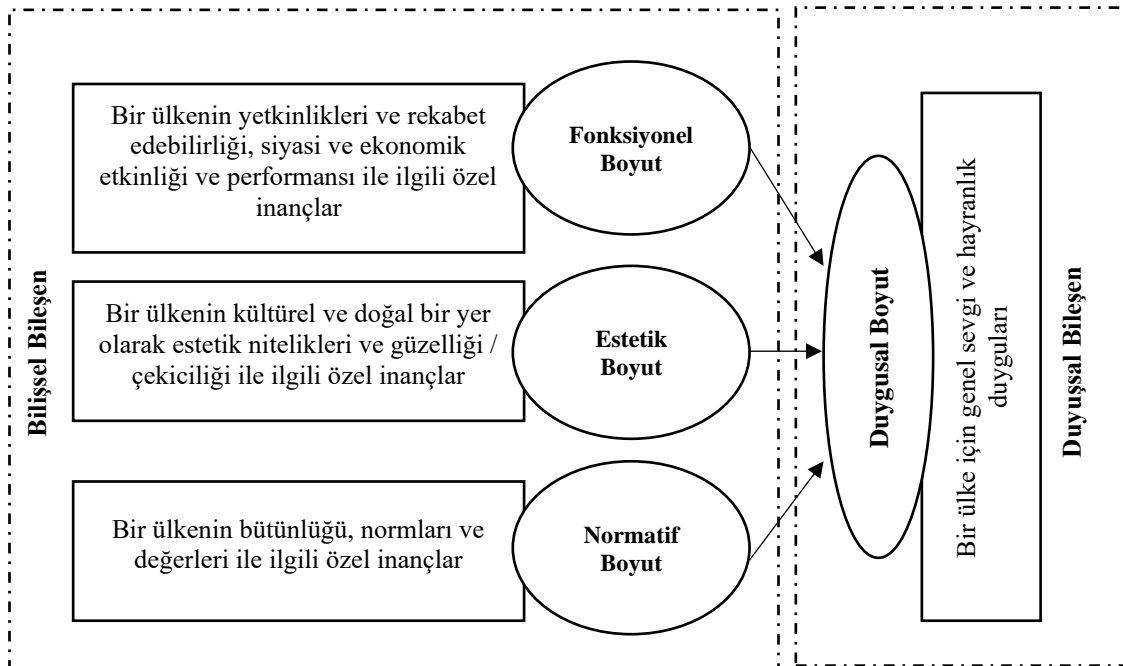 Bilişsel Bileşen
Bir ülkenin yetkinlikleri ve rekabet
edebilirliği, siyasi ve ekonomik
etkinliği ve performansı ile ilgili özel
inançlar
Fonksiyonel
Boyut
Bir ülkenin kültürel ve doğal bir yer
olarak estetik nitelikleri ve güzelliği /
çekiciliği ile ilgili özel inançlar
Estetik
Boyut
Bir ülkenin bütünlüğü, normları ve
değerleri ile ilgili özel inançlar
Normatif
Boyut
Duygusal Boyut
Bir ülke için genel sevgi ve hayranlık
duyguları
Duyuşsal Bileşen